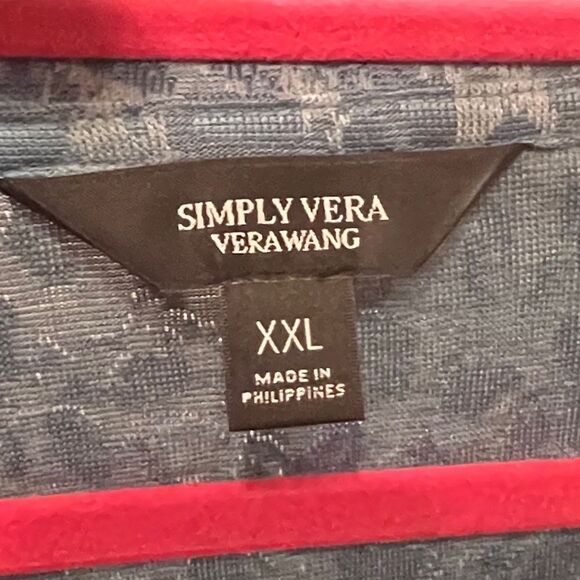 SIMPLY VERA
VERAWANG
XXL
MADE IN
PHILIPPINES